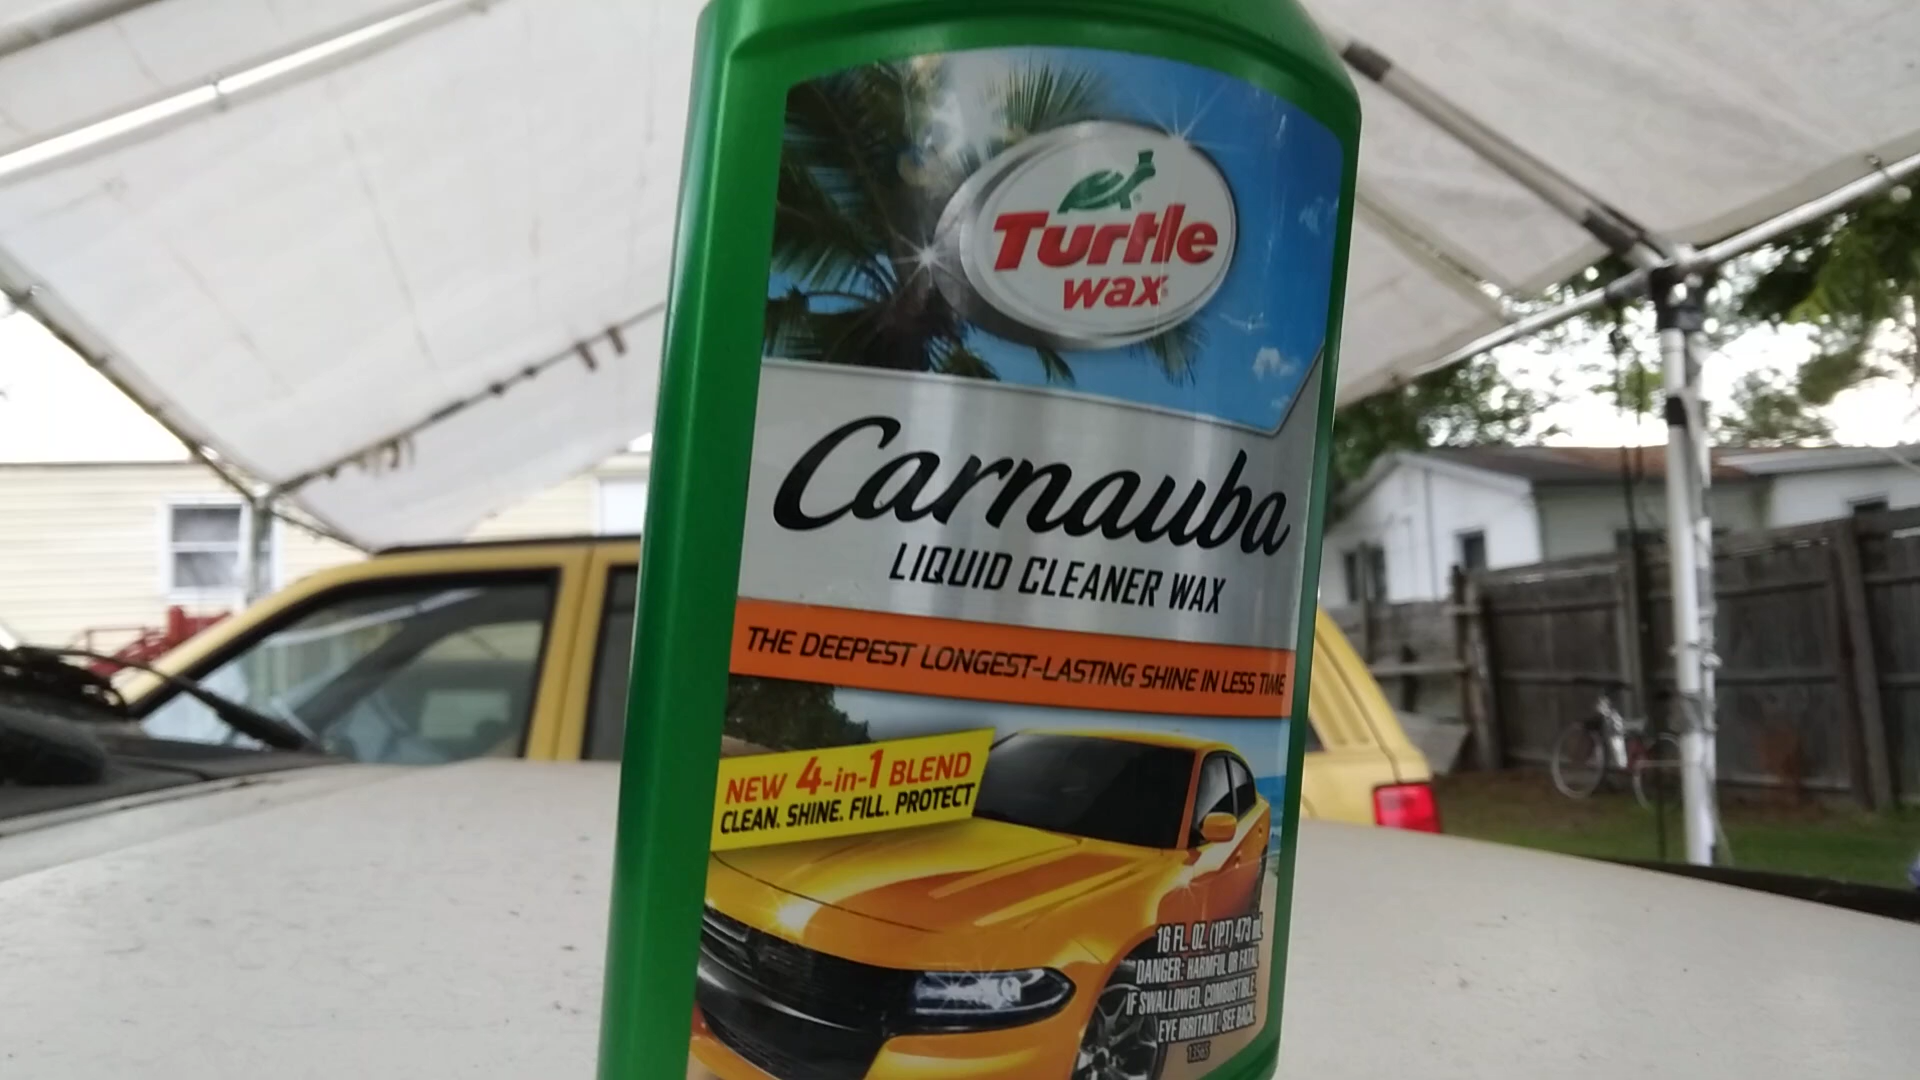 Turtle
wax®
Carnauba
LIQUID CLEANER WAX
THE DEEPEST LONGEST-LASTING SHINE IN LESS TIME
NEW 4-in-1 BLEND
CLEAN. SHINE. FILL. PROTECT
16 FL. OZ. (1PT) 473 mL
DANGER: HARMFUL OR FATAL
IF SWALLOWED. COMBUSTIBLE.
EYE IRRITANT. SEE BACK.